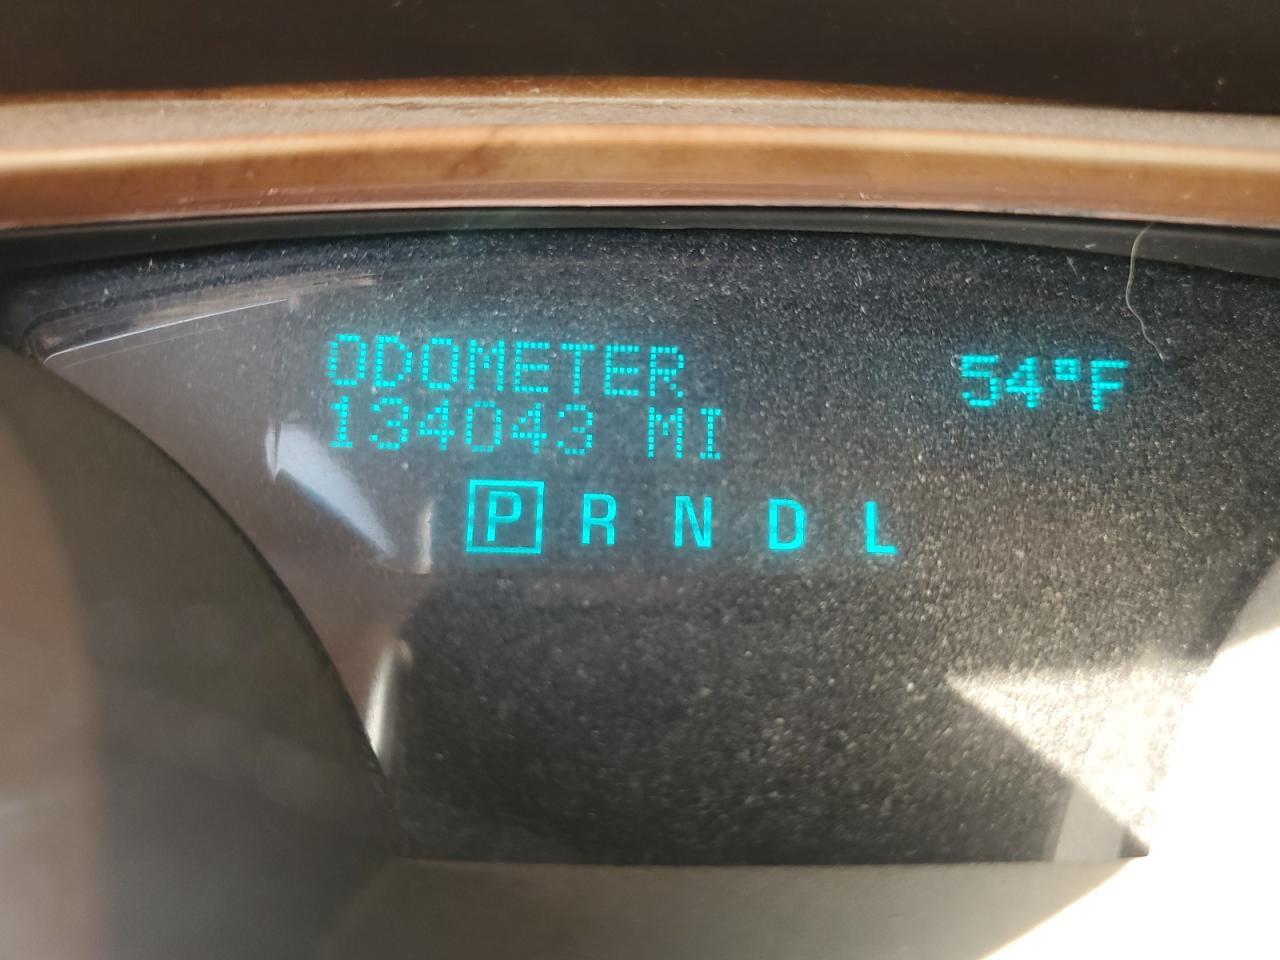 ODOMETER 54°F
134043 MI
P R N D L